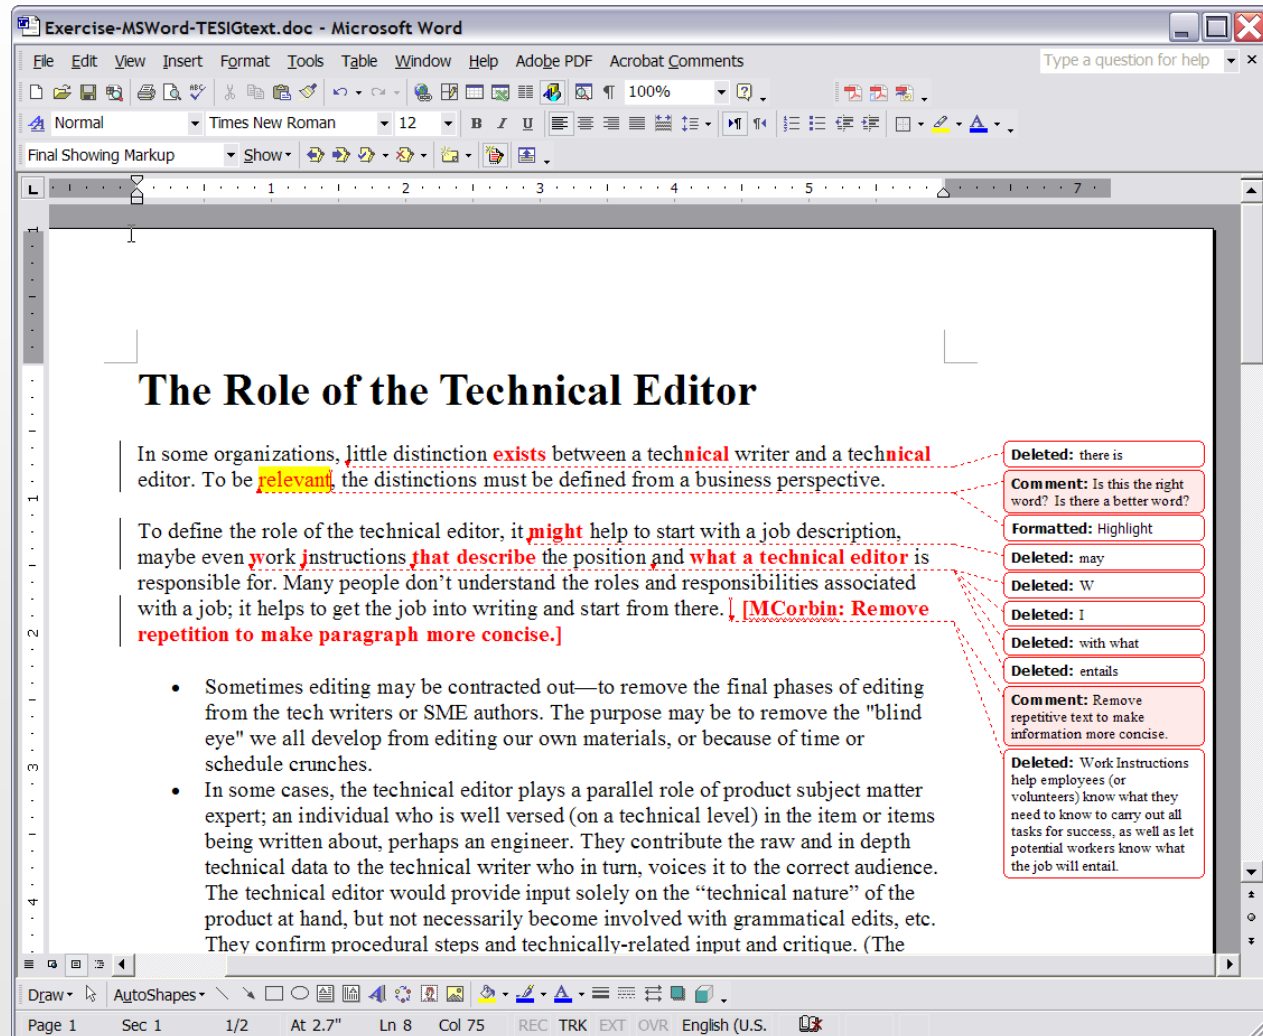 Exercise-MSWord-TESIGtext.doc - Microsoft Word
File Edit View Insert Format Tools Table Window Help Adobe PDF Acrobat Comments Type a question for help
100%
Normal Times New Roman 12 B I U
Final Showing Markup Show
1 2 3 4 5 7
The Role of the Technical Editor
In some organizations, little distinction exists between a technical writer and a technical
editor. To be relevant, the distinctions must be defined from a business perspective.
To define the role of the technical editor, it might help to start with a job description,
maybe even work instructions that describe the position and what a technical editor is
responsible for. Many people don’t understand the roles and responsibilities associated
with a job; it helps to get the job into writing and start from there. [MCorbin: Remove
repetition to make paragraph more concise.]
• Sometimes editing may be contracted out—to remove the final phases of editing
from the tech writers or SME authors. The purpose may be to remove the "blind
eye" we all develop from editing our own materials, or because of time or
schedule crunches.
• In some cases, the technical editor plays a parallel role of product subject matter
expert; an individual who is well versed (on a technical level) in the item or items
being written about, perhaps an engineer. They contribute the raw and in depth
technical data to the technical writer who in turn, voices it to the correct audience.
The technical editor would provide input solely on the “technical nature” of the
product at hand, but not necessarily become involved with grammatical edits, etc.
They confirm procedural steps and technically-related input and critique. (The
Deleted: there is
Comment: Is this the right
word? Is there a better word?
Formatted: Highlight
Deleted: may
Deleted: W
Deleted: I
Deleted: with what
Deleted: entails
Comment: Remove
repetitive text to make
information more concise.
Deleted: Work Instructions
help employees (or
volunteers) know what they
need to know to carry out all
tasks for success, as well as let
potential workers know what
the job will entail.
Draw AutoShapes
Page 1 Sec 1 1/2 At 2.7" Ln 8 Col 75 REC TRK EXT OVR English (U.S.